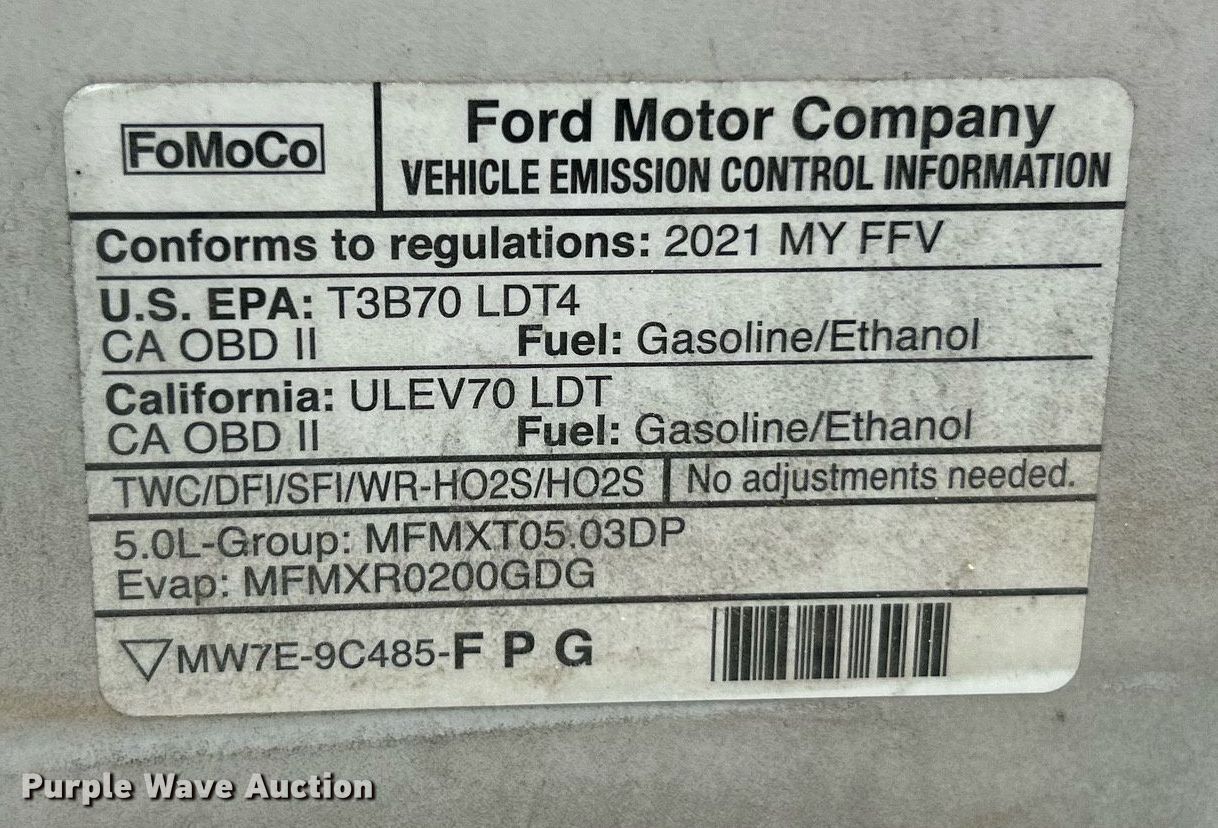 FoMoCo
Ford Motor Company
VEHICLE EMISSION CONTROL INFORMATION
Conforms to regulations: 2021 MY FFV
U.S. EPA: T3B70 LDT4
CA OBD II Fuel: Gasoline/Ethanol
California: ULEV70 LDT
CA OBD II Fuel: Gasoline/Ethanol
TWC/DFI/SFI/WR-HO2S/HO2S No adjustments needed.
5.0L-Group: MFMXT05.03DP
Evap: MFMXR0200GDG
MW7E-9C485-F P G
Purple Wave Auction